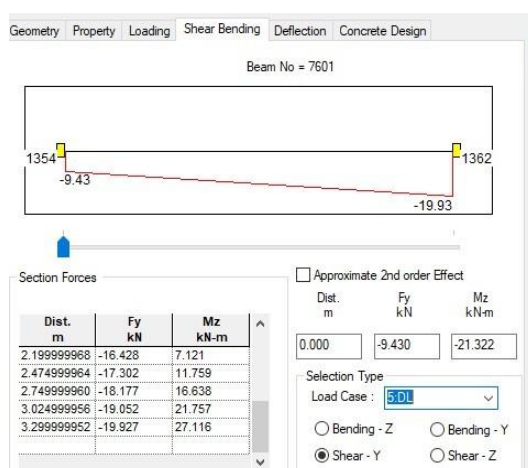 Geometry Property Loading Shear Bending Deflection Concrete Design
Beam No = 7601
1354
1362
-9.43
-19.93
Section Forces
Dist. Fy Mz
m kN kN-m
2.199999968 -16.428 7.121
2.474999964 -17.302 11.759
2.749999960 -18.177 16.638
3.024999956 -19.052 21.757
3.299999952 -19.927 27.116
Approximate 2nd order Effect
Dist. Fy Mz
m kN kN-m
0.000 -9.430 -21.322
Selection Type
Load Case : 5:DL
Bending - Z Bending - Y
Shear - Y Shear - Z